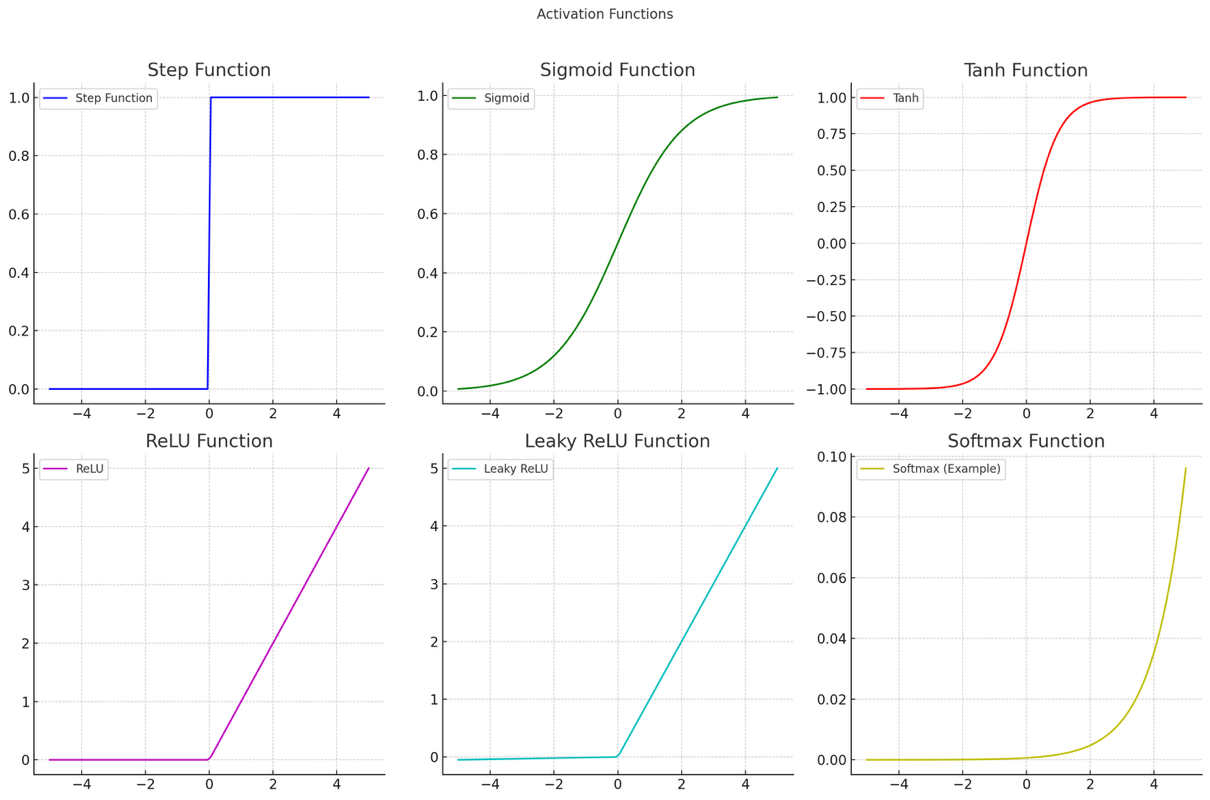 Activation Functions
Step Function
Step Function
1.0
0.8
0.6
0.4
0.2
0.0
−4 −2 0 2 4
Sigmoid Function
Sigmoid
1.0
0.8
0.6
0.4
0.2
0.0
−4 −2 0 2 4
Tanh Function
Tanh
1.00
0.75
0.50
0.25
0.00
−0.25
−0.50
−0.75
−1.00
−4 −2 0 2 4
ReLU Function
ReLU
5
4
3
2
1
0
−4 −2 0 2 4
Leaky ReLU Function
Leaky ReLU
5
4
3
2
1
0
−4 −2 0 2 4
Softmax Function
Softmax (Example)
0.10
0.08
0.06
0.04
0.02
0.00
−4 −2 0 2 4